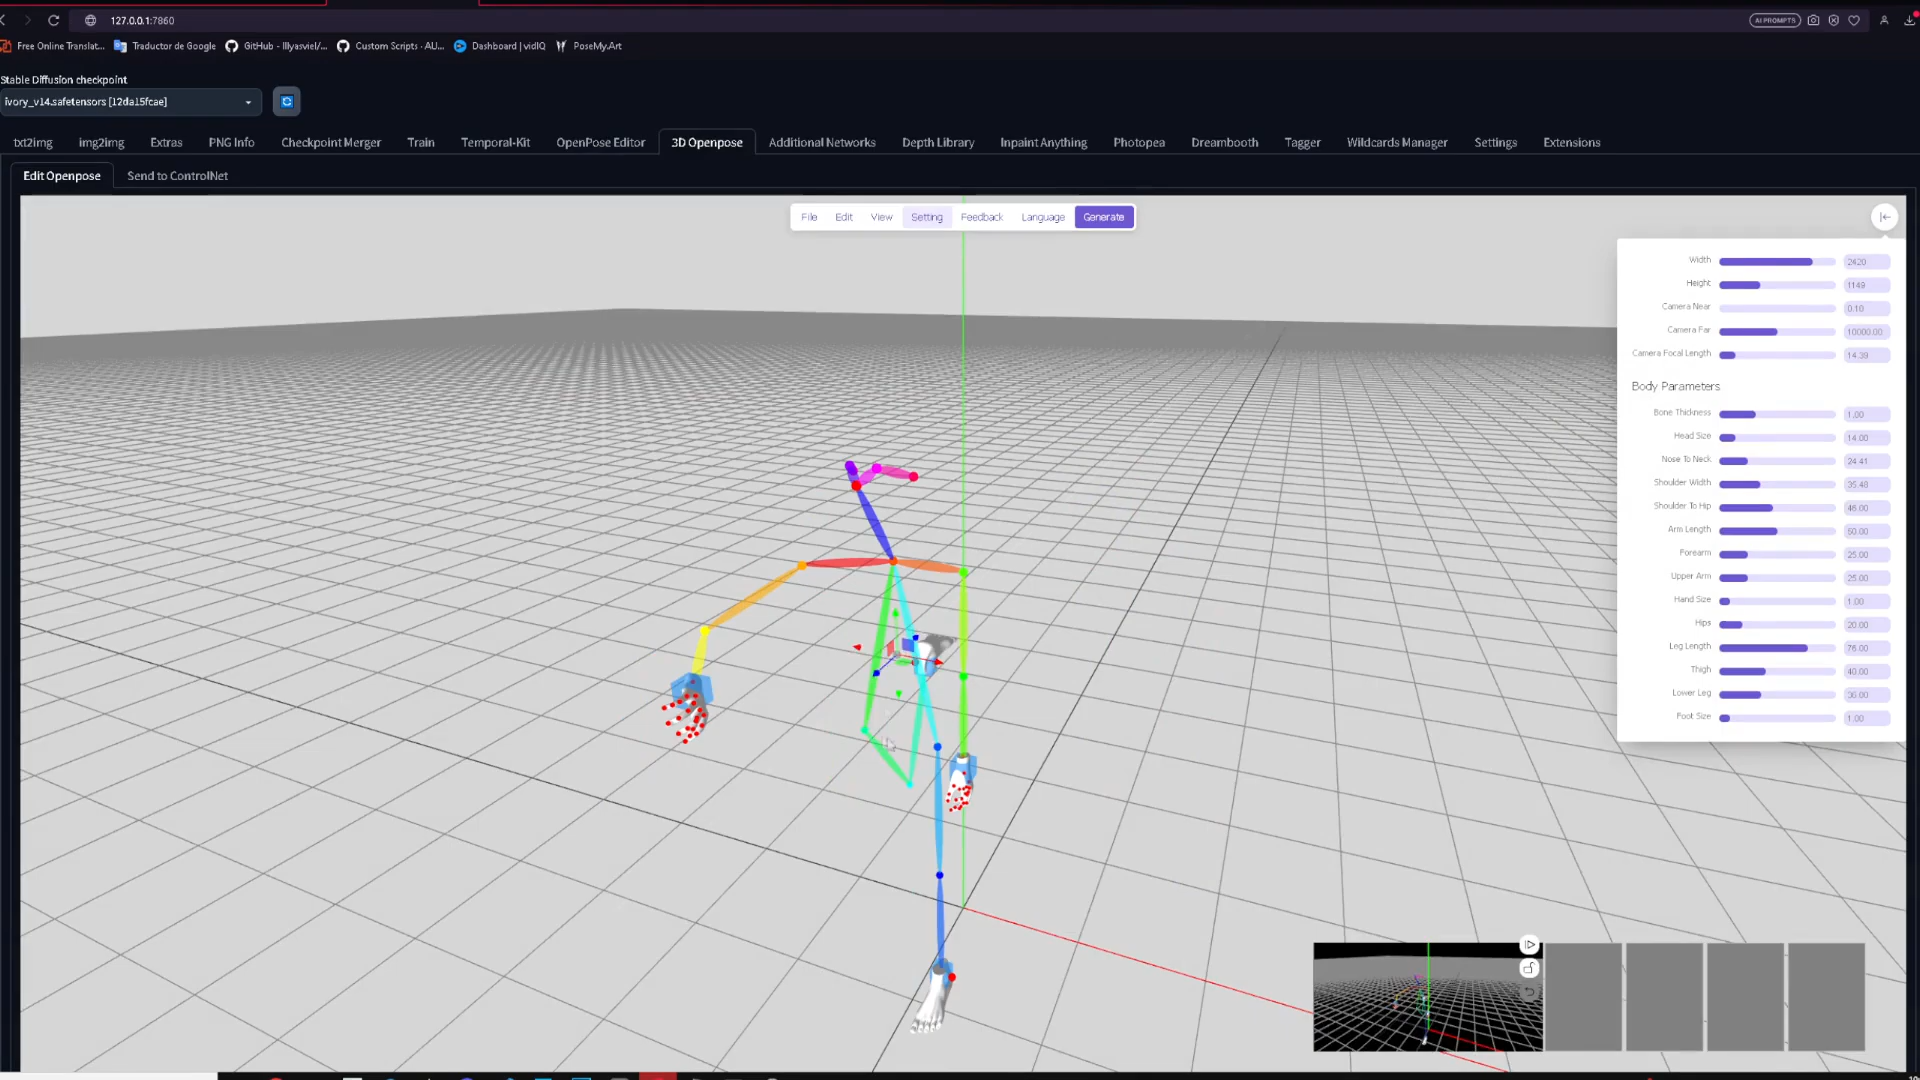 127.0.0.1:7860
AI PROMPTS
Free Online Translat... Traductor de Google GitHub - lllyasviel/... Custom Scripts · AU... Dashboard | vidIQ PoseMy.Art
Stable Diffusion checkpoint
ivory_v14.safetensors [12da15fcae]
txt2img img2img Extras PNG Info Checkpoint Merger Train Temporal-Kit OpenPose Editor 3D Openpose Additional Networks Depth Library Inpaint Anything Photopea Dreambooth Tagger Wildcards Manager Settings Extensions
Edit Openpose Send to ControlNet
File Edit View Setting Feedback Language Generate
Width 2420
Height 1149
Camera Near 0.10
Camera Far 10000.00
Camera Focal Length 14.39
Body Parameters
Bone Thickness 1.00
Head Size 14.00
Nose To Neck 24.41
Shoulder Width 35.48
Shoulder To Hip 46.00
Arm Length 50.00
Forearm 25.00
Upper Arm 25.00
Hand Size 1.00
Hips 20.00
Leg Length 76.00
Thigh 40.00
Lower Leg 36.00
Foot Size 1.00